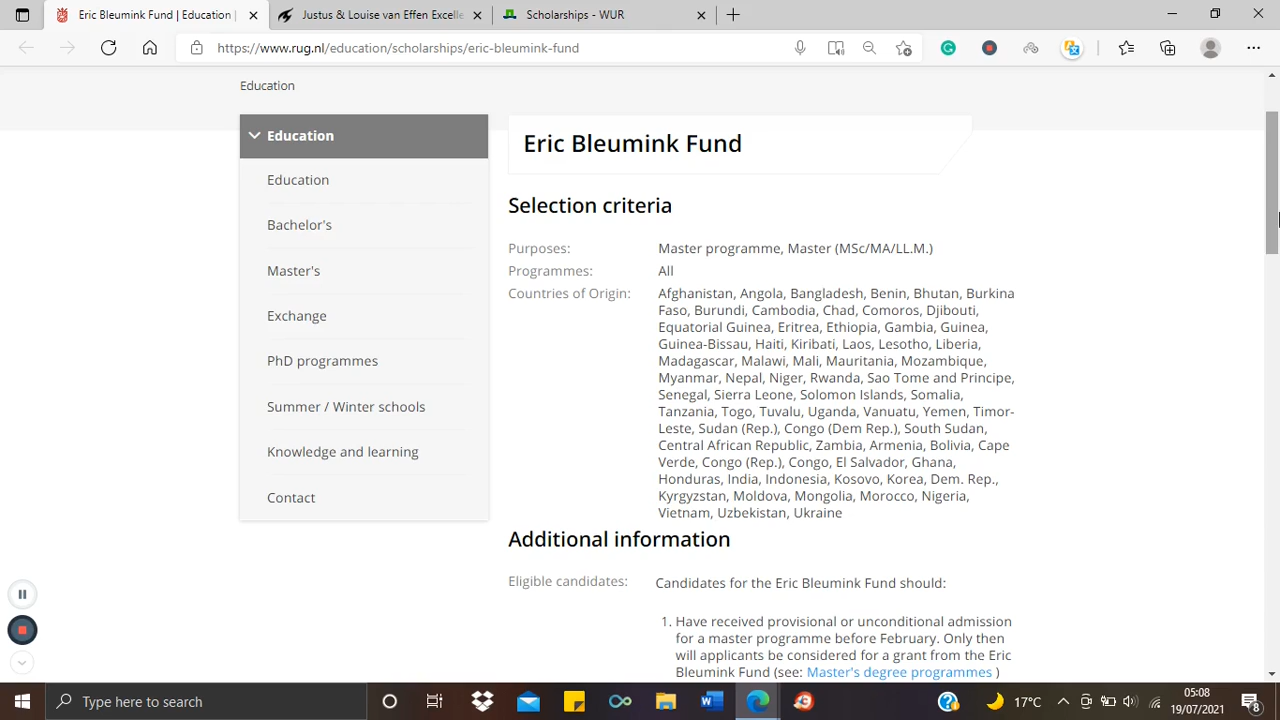 Eric Bleumink Fund | Education |
Justus & Louise van Effen Excelle
Scholarships - WUR
https://www.rug.nl/education/scholarships/eric-bleumink-fund
Education
Education
Education
Bachelor's
Master's
Exchange
PhD programmes
Summer / Winter schools
Knowledge and learning
Contact
Eric Bleumink Fund
Selection criteria
Purposes: Master programme, Master (MSc/MA/LL.M.)
Programmes: All
Countries of Origin: Afghanistan, Angola, Bangladesh, Benin, Bhutan, Burkina
Faso, Burundi, Cambodia, Chad, Comoros, Djibouti,
Equatorial Guinea, Eritrea, Ethiopia, Gambia, Guinea,
Guinea-Bissau, Haiti, Kiribati, Laos, Lesotho, Liberia,
Madagascar, Malawi, Mali, Mauritania, Mozambique,
Myanmar, Nepal, Niger, Rwanda, Sao Tome and Principe,
Senegal, Sierra Leone, Solomon Islands, Somalia,
Tanzania, Togo, Tuvalu, Uganda, Vanuatu, Yemen, Timor-
Leste, Sudan (Rep.), Congo (Dem Rep.), South Sudan,
Central African Republic, Zambia, Armenia, Bolivia, Cape
Verde, Congo (Rep.), Congo, El Salvador, Ghana,
Honduras, India, Indonesia, Kosovo, Korea, Dem. Rep.,
Kyrgyzstan, Moldova, Mongolia, Morocco, Nigeria,
Vietnam, Uzbekistan, Ukraine
Additional information
Eligible candidates: Candidates for the Eric Bleumink Fund should:
1. Have received provisional or unconditional admission
for a master programme before February. Only then
will applicants be considered for a grant from the Eric
Bleumink Fund (see: Master's degree programmes )
Type here to search
17°C
05:08
19/07/2021
8